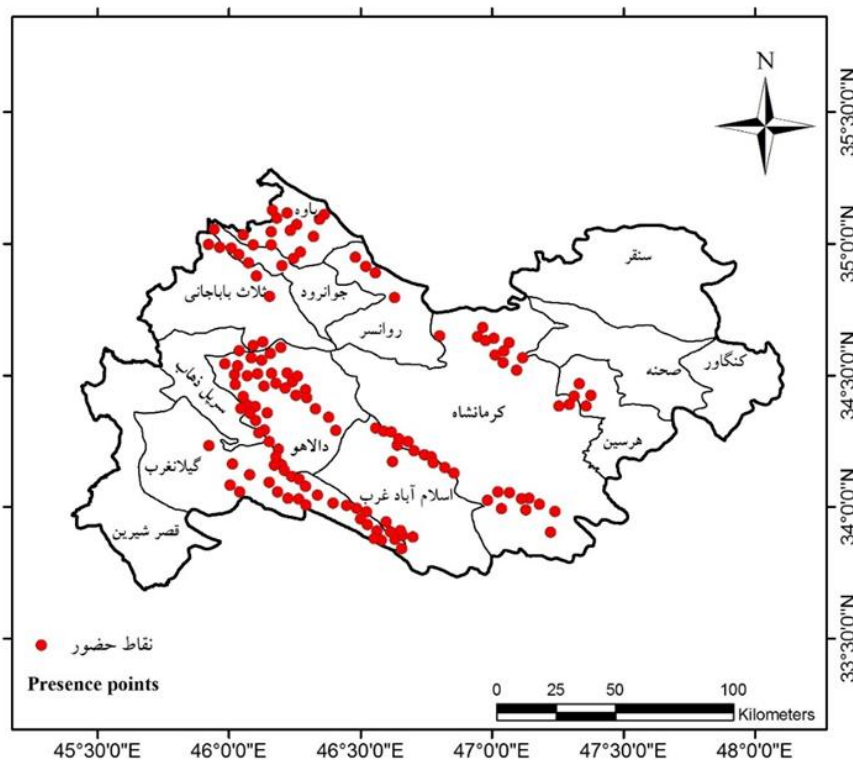 N
35°30'0"N
35°0'0"N
34°30'0"N
34°0'0"N
33°30'0"N
پاوه
سنقر
جوانرود
ثلاث باباجانی
روانسر
کنگاور
صحنه
سرپل ذهاب
کرمانشاه
هرسین
دالاهو
گیلانغرب
اسلام آباد غرب
قصر شیرین
نقاط حضور
Presence points
0 25 50 100
Kilometers
45°30'0"E 46°0'0"E 46°30'0"E 47°0'0"E 47°30'0"E 48°0'0"E